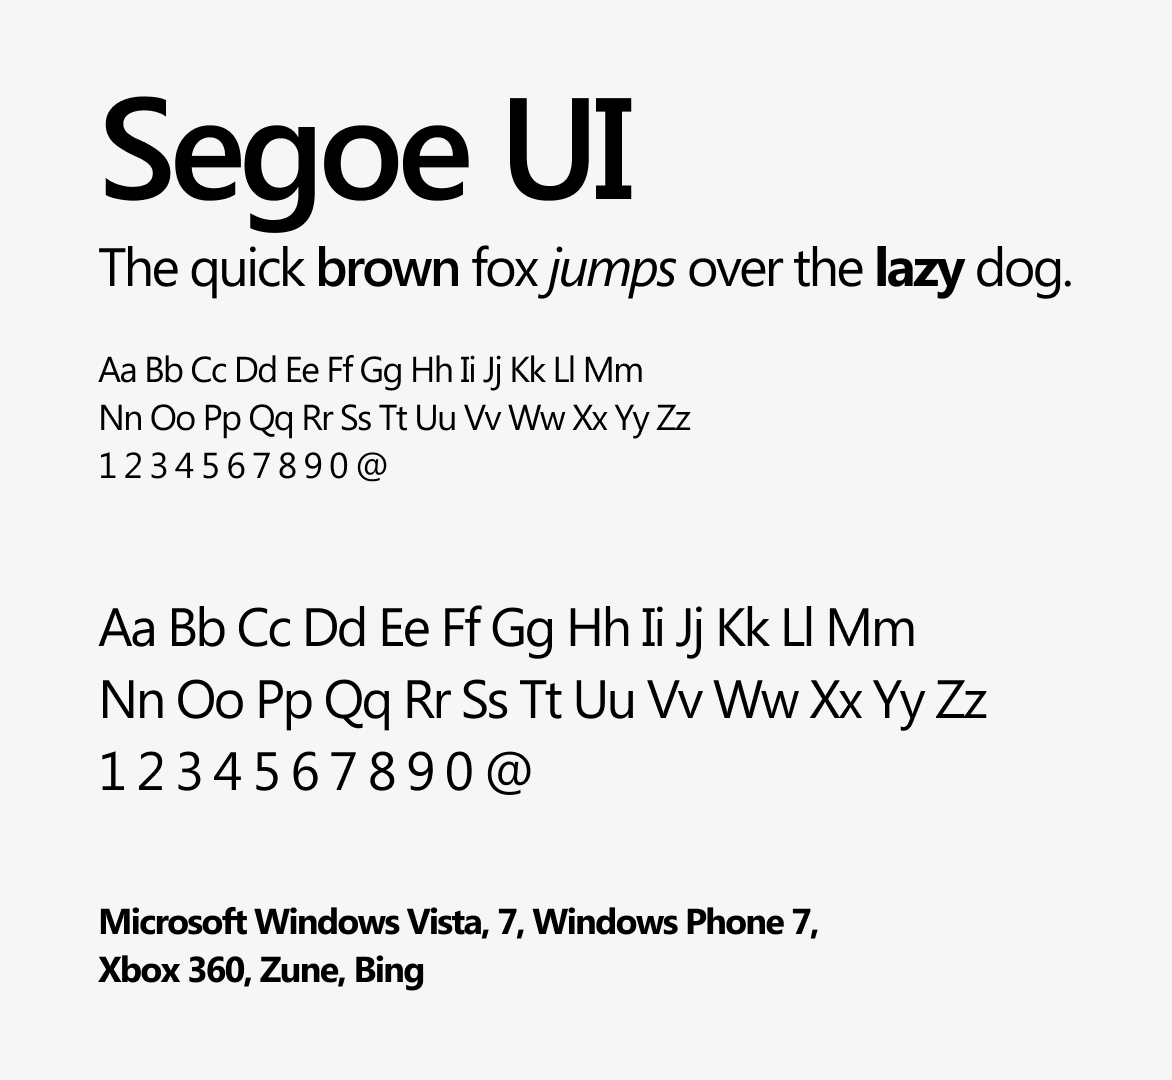 Segoe UI
The quick brown fox jumps over the lazy dog.
Aa Bb Cc Dd Ee Ff Gg Hh Ii Jj Kk Ll Mm
Nn Oo Pp Qq Rr Ss Tt Uu Vv Ww Xx Yy Zz
1 2 3 4 5 6 7 8 9 0 @
Aa Bb Cc Dd Ee Ff Gg Hh Ii Jj Kk Ll Mm
Nn Oo Pp Qq Rr Ss Tt Uu Vv Ww Xx Yy Zz
1 2 3 4 5 6 7 8 9 0 @
Microsoft Windows Vista, 7, Windows Phone 7,
Xbox 360, Zune, Bing